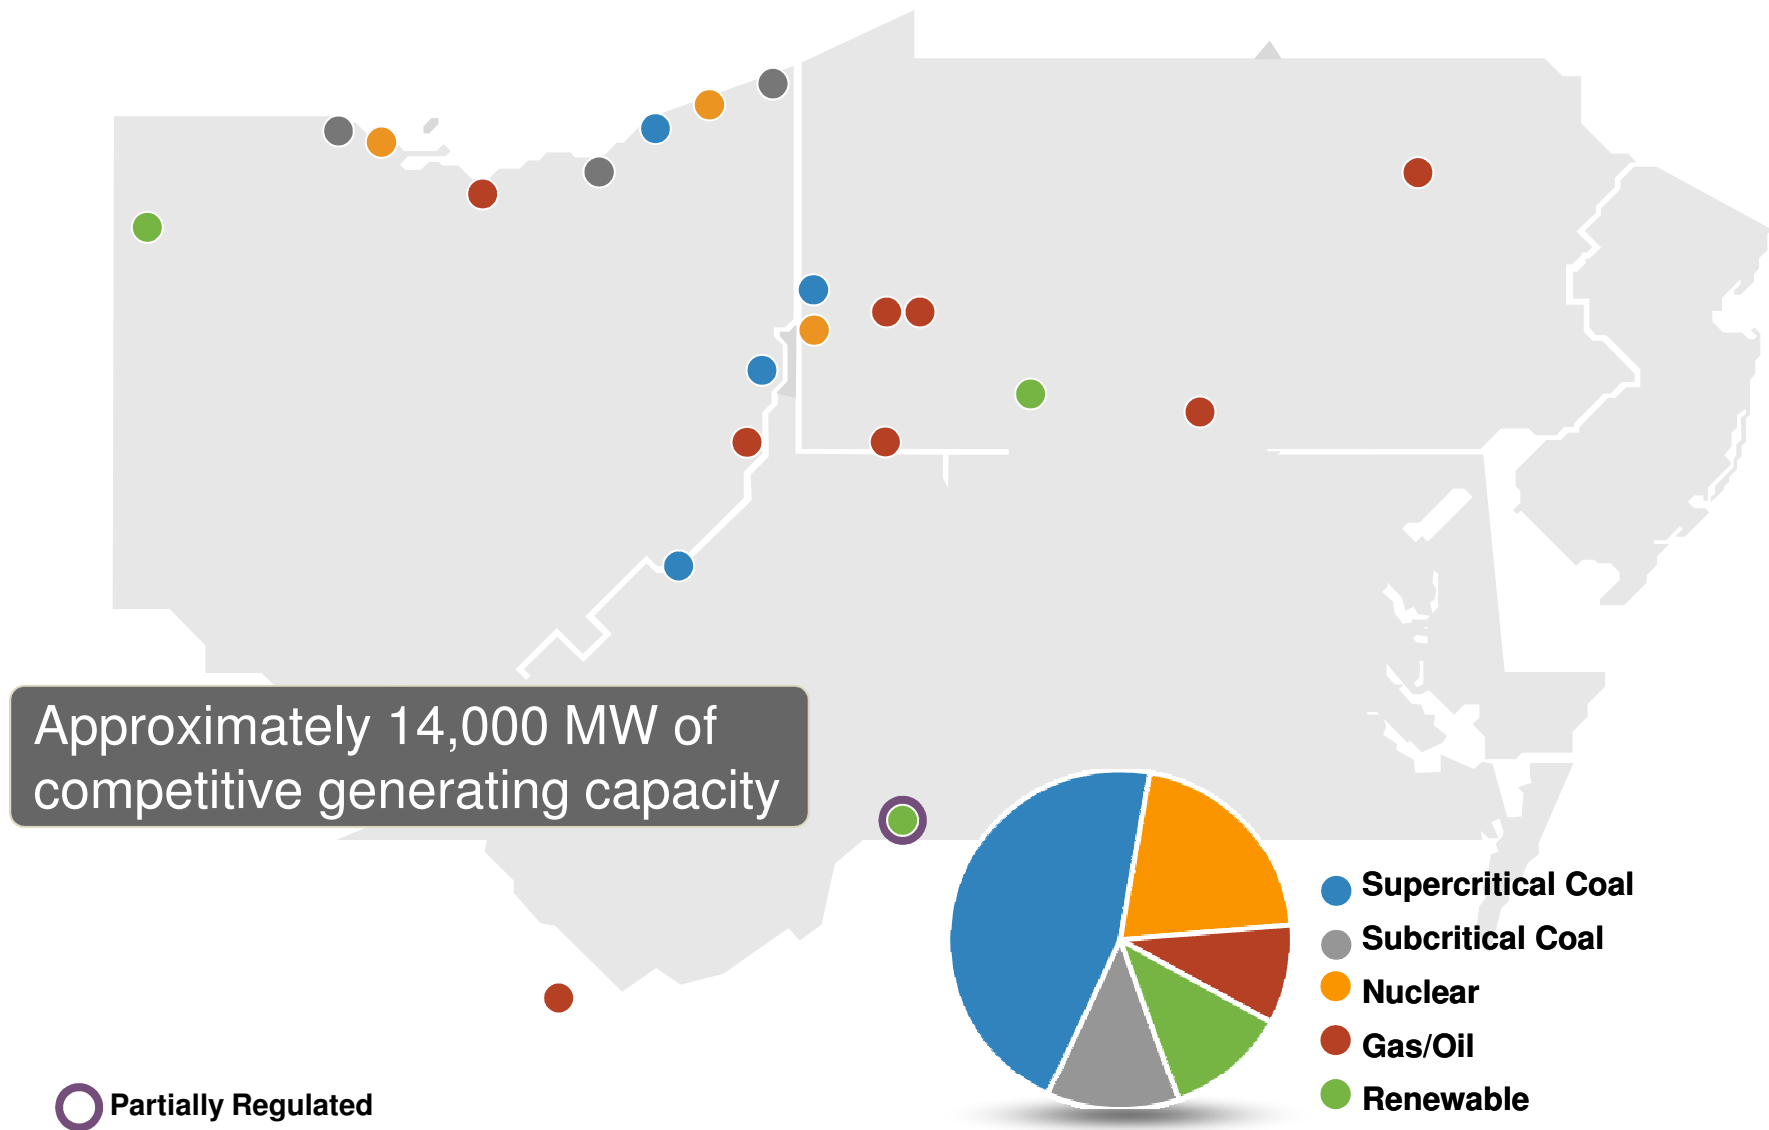 Approximately 14,000 MW of
competitive generating capacity
Supercritical Coal
Subcritical Coal
Nuclear
Gas/Oil
Renewable
Partially Regulated